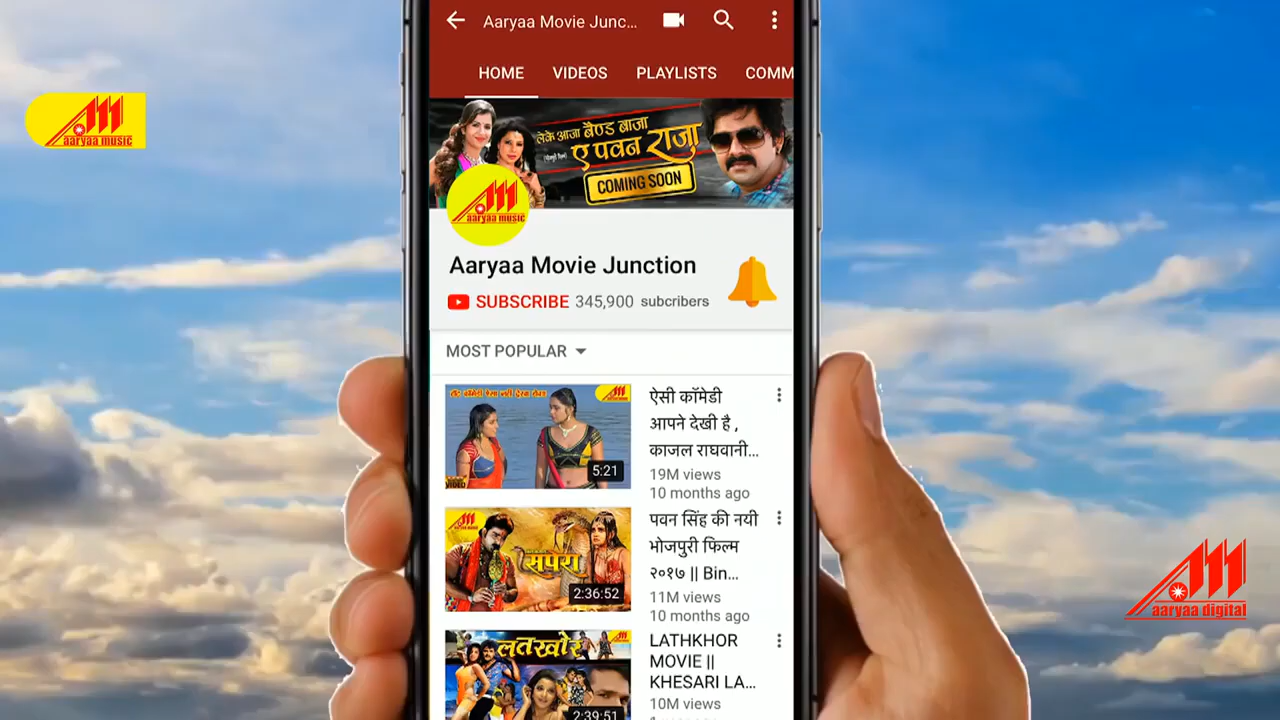 Aaryaa Movie Junc...
HOME VIDEOS PLAYLISTS COMM
aaryaa music
लेके आजा बैण्ड बाजा
ए पवन राजा
COMING SOON
aaryaa music
Aaryaa Movie Junction
SUBSCRIBE 345,900 subcribers
MOST POPULAR
ऐसी कॉमेडी
आपने देखी है ,
काजल राघवानी...
19M views
10 months ago
5:21
पवन सिंह की नयी
भोजपुरी फिल्म
२०१७ || Bin...
11M views
10 months ago
सपेरा
2:36:52
लतखोर
LATHKHOR
MOVIE ||
KHESARI LA...
10M views
2:39:51
aaryaa digital